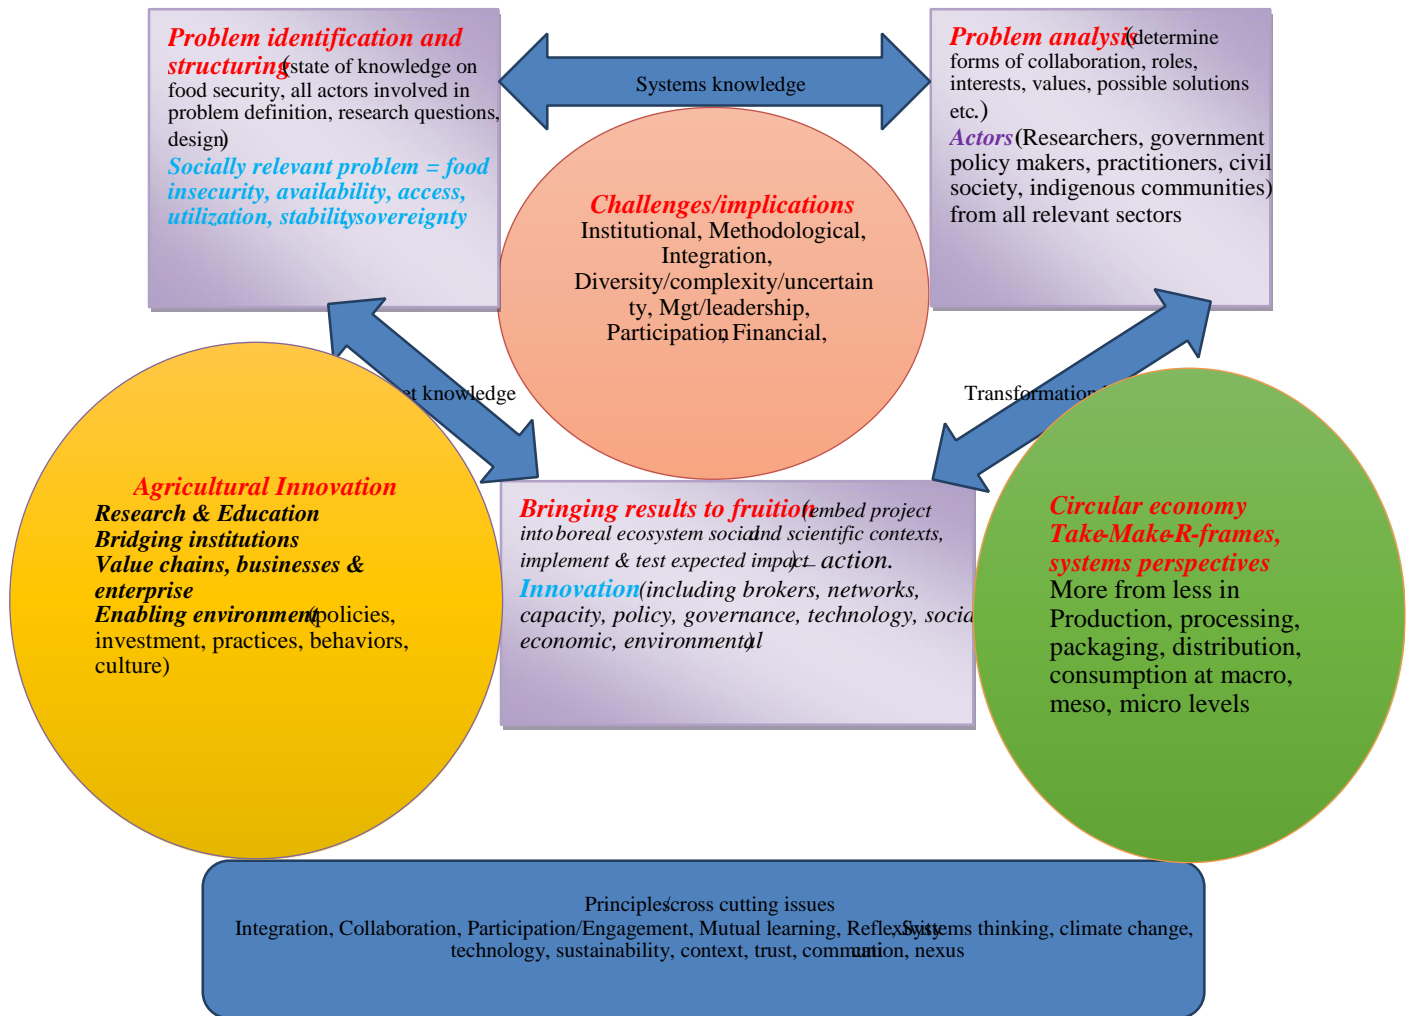 Problem identification and
structuring (state of knowledge on
food security, all actors involved in
problem definition, research questions,
design)
Socially relevant problem = food
insecurity, availability, access,
utilization, stability, sovereignty
Systems knowledge
Problem analysis (determine
forms of collaboration, roles,
interests, values, possible solutions
etc.)
Actors (Researchers, government
policy makers, practitioners, civil
society, indigenous communities)
from all relevant sectors
Challenges/implications
Institutional, Methodological,
Integration,
Diversity/complexity/uncertain
ty, Mgt/leadership,
Participation, Financial,
knowledge
Transformation
Agricultural Innovation
Research & Education
Bridging institutions
Value chains, businesses &
enterprise
Enabling environment (policies,
investment, practices, behaviors,
culture)
Bringing results to fruition (embed project
into boreal ecosystem social and scientific contexts,
implement & test expected impact) – action.
Innovation (including brokers, networks,
capacity, policy, governance, technology, socia
economic, environmental)
Circular economy
Take-Make-R-frames,
systems perspectives
More from less in
Production, processing,
packaging, distribution,
consumption at macro,
meso, micro levels
Principles/cross cutting issues
Integration, Collaboration, Participation/Engagement, Mutual learning, Reflexivity, Systems thinking, climate change,
technology, sustainability, context, trust, communication, nexus